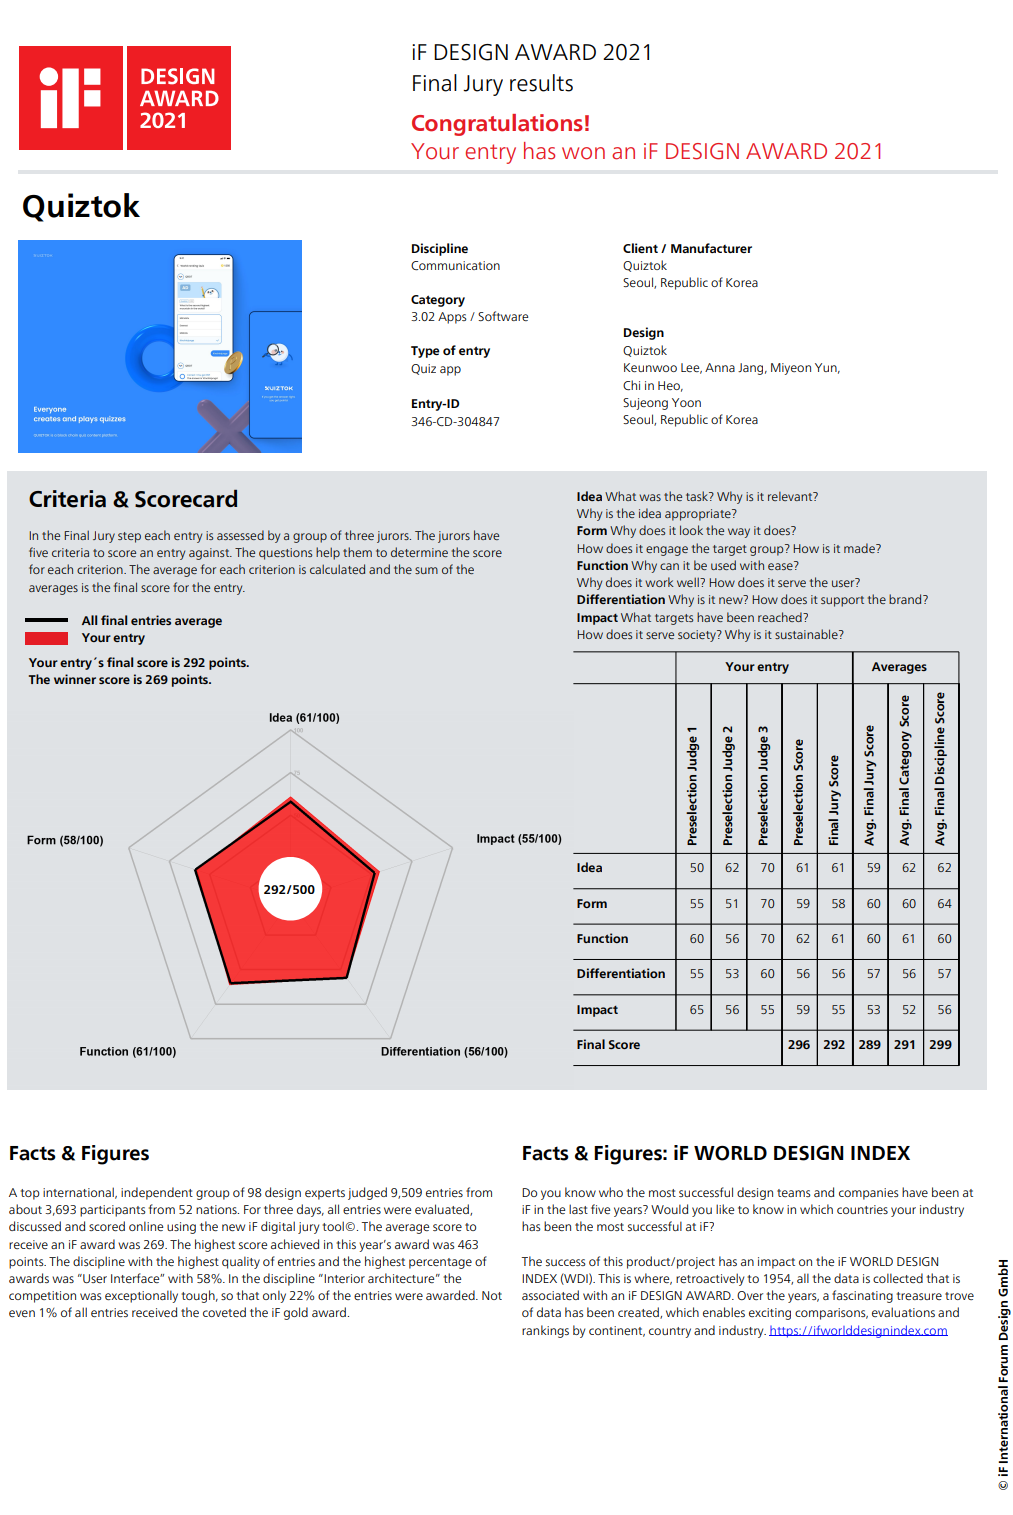 iF
DESIGN
AWARD
2021
iF DESIGN AWARD 2021
Final Jury results
Congratulations!
Your entry has won an iF DESIGN AWARD 2021
Quiztok
QUIZTOK
Everyone
creates and plays quizzes
QUIZTOK
Discipline
Communication
Category
3.02 Apps / Software
Type of entry
Quiz app
Entry-ID
346-CD-304847
Client / Manufacturer
Quiztok
Seoul, Republic of Korea
Design
Quiztok
Keunwoo Lee, Anna Jang, Miyeon Yun,
Chi in Heo,
Sujeong Yoon
Seoul, Republic of Korea
Criteria & Scorecard
In the Final Jury step each entry is assessed by a group of three jurors. The jurors have
five criteria to score an entry against. The questions help them to determine the score
for each criterion. The average for each criterion is calculated and the sum of the
averages is the final score for the entry.
All final entries average
Your entry
Your entry´s final score is 292 points.
The winner score is 269 points.
Idea (61/100)
100
75
Form (58/100)
Impact (55/100)
292/500
Function (61/100)
Differentiation (56/100)
Idea What was the task? Why is it relevant?
Why is the idea appropriate?
Form Why does it look the way it does?
How does it engage the target group? How is it made?
Function Why can it be used with ease?
Why does it work well? How does it serve the user?
Differentiation Why is it new? How does it support the brand?
Impact What targets have been reached?
How does it serve society? Why is it sustainable?
Your entry Averages
Preselection Judge 1
Preselection Judge 2
Preselection Judge 3
Preselection Score
Final Jury Score
Avg. Final Jury Score
Avg. Final Category Score
Avg. Final Discipline Score
Idea 50 62 70 61 61 59 62 62
Form 55 51 70 59 58 60 60 64
Function 60 56 70 62 61 60 61 60
Differentiation 55 53 60 56 56 57 56 57
Impact 65 56 55 59 55 53 52 56
Final Score 296 292 289 291 299
Facts & Figures
A top international, independent group of 98 design experts judged 9,509 entries from
about 3,693 participants from 52 nations. For three days, all entries were evaluated,
discussed and scored online using the new iF digital jury tool©. The average score to
receive an iF award was 269. The highest score achieved in this year's award was 463
points. The discipline with the highest quality of entries and the highest percentage of
awards was “User Interface” with 58%. In the discipline “Interior architecture” the
competition was exceptionally tough, so that only 22% of the entries were awarded. Not
even 1% of all entries received the coveted the iF gold award.
Facts & Figures: iF WORLD DESIGN INDEX
Do you know who the most successful design teams and companies have been at
iF in the last five years? Would you like to know in which countries your industry
has been the most successful at iF?
The success of this product/project has an impact on the iF WORLD DESIGN
INDEX (WDI). This is where, retroactively to 1954, all the data is collected that is
associated with an iF DESIGN AWARD. Over the years, a fascinating treasure trove
of data has been created, which enables exciting comparisons, evaluations and
rankings by continent, country and industry. https://ifworlddesignindex.com
© iF International Forum Design GmbH